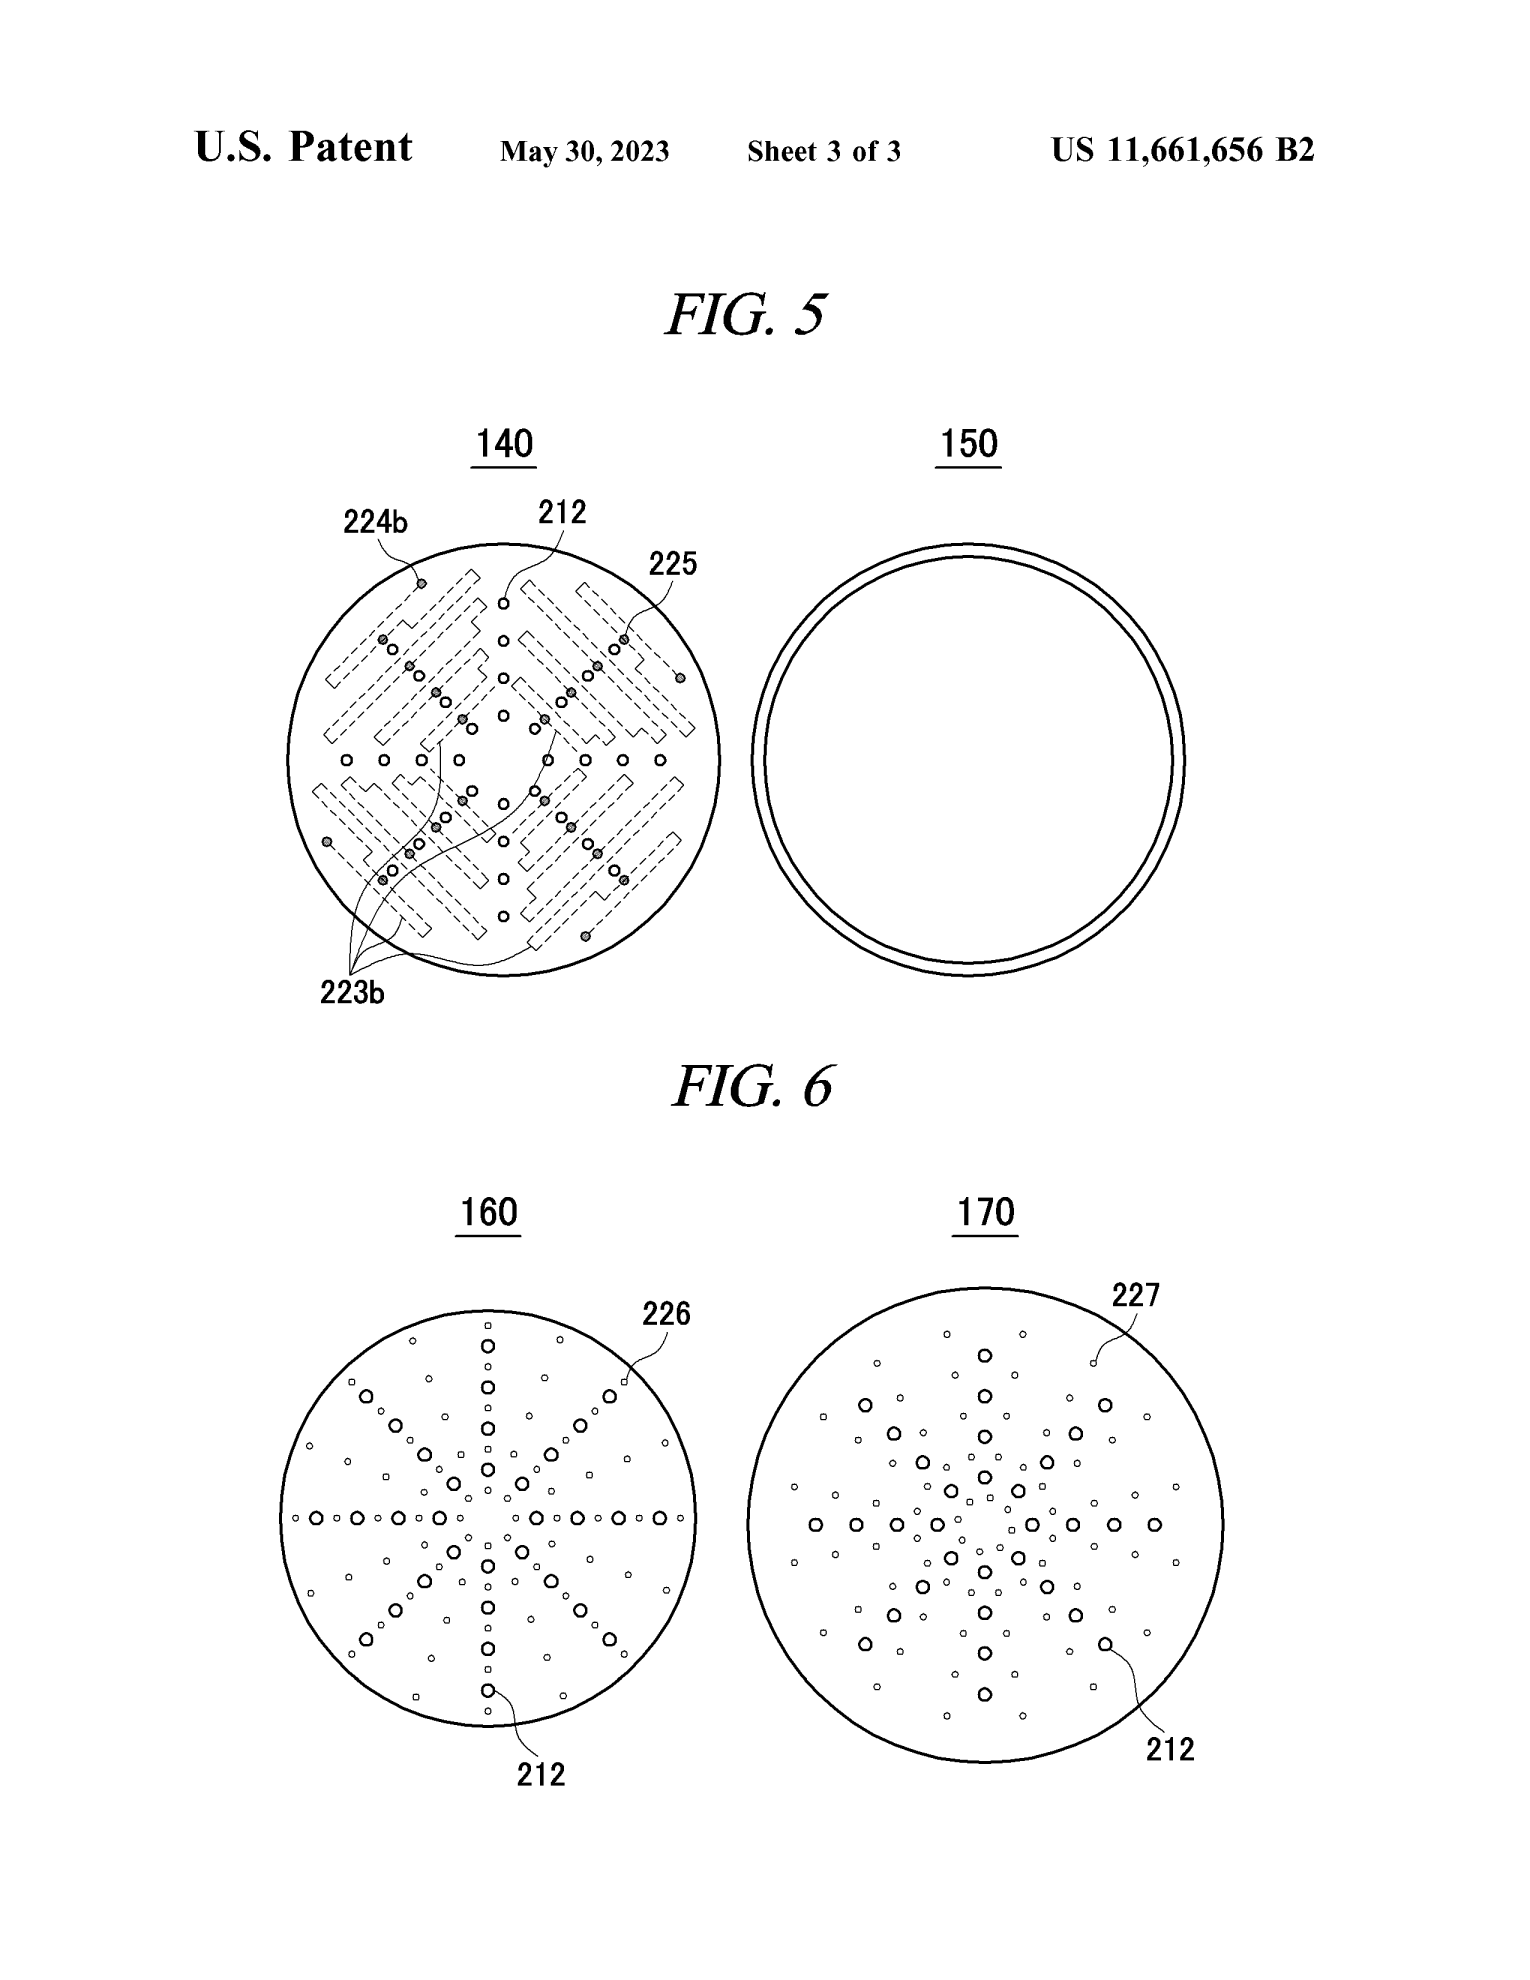 U.S. Patent May 30, 2023 Sheet 3 of 3 US 11,661,656 B2
FIG. 5
140 150
224b 212 225
223b
FIG. 6
160 170
226 227
212 212